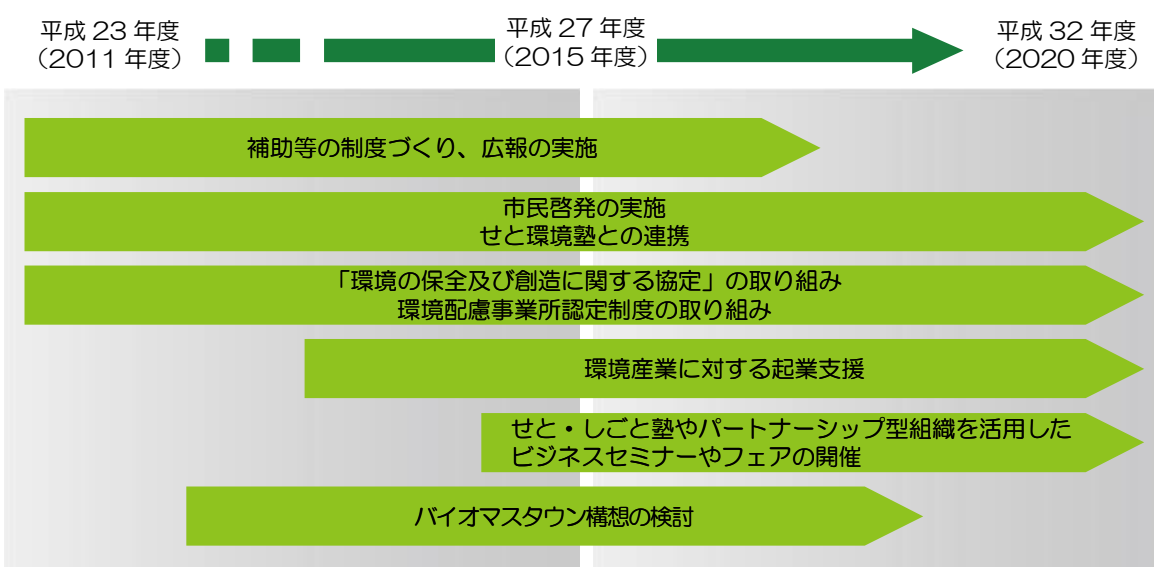 平成 23 年度
（2011 年度）
平成 27 年度
（2015 年度）
平成 32 年度
（2020 年度）
補助等の制度づくり、広報の実施
市民啓発の実施
せと環境塾との連携
「環境の保全及び創造に関する協定」の取り組み
環境配慮事業所認定制度の取り組み
環境産業に対する起業支援
せと・しごと塾やパートナーシップ型組織を活用した
ビジネスセミナーやフェアの開催
バイオマスタウン構想の検討